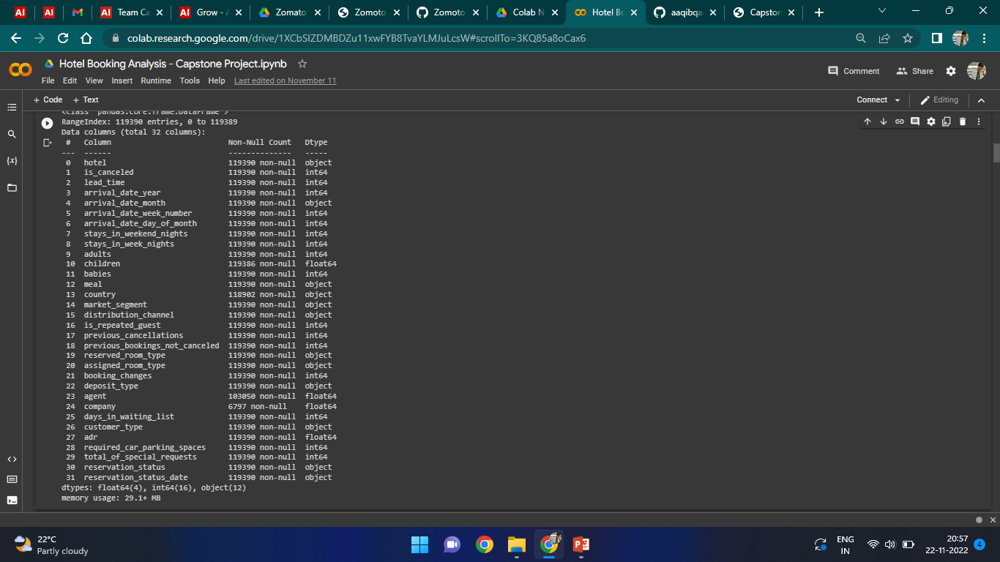 AI
AI
AI Team Ca
AI Grow - A
Zomato
Zomoto
Zomoto
Colab N
Hotel Bo
aaqibqa
Capston
colab.research.google.com/drive/1XCbSIZDMBDZu11xwFYB8TvaYLMJuLcsW#scrollTo=3KQ85a8oCax6
Hotel Booking Analysis - Capstone Project.ipynb
File Edit View Insert Runtime Tools Help Last edited on November 11
Comment Share
+ Code + Text
Connect Editing
<class 'pandas.core.frame.DataFrame'>
RangeIndex: 119390 entries, 0 to 119389
Data columns (total 32 columns):
# Column Non-Null Count Dtype
--- ------ -------------- -----
0 hotel 119390 non-null object
1 is_canceled 119390 non-null int64
2 lead_time 119390 non-null int64
3 arrival_date_year 119390 non-null int64
4 arrival_date_month 119390 non-null object
5 arrival_date_week_number 119390 non-null int64
6 arrival_date_day_of_month 119390 non-null int64
7 stays_in_weekend_nights 119390 non-null int64
8 stays_in_week_nights 119390 non-null int64
9 adults 119390 non-null int64
10 children 119386 non-null float64
11 babies 119390 non-null int64
12 meal 119390 non-null object
13 country 118902 non-null object
14 market_segment 119390 non-null object
15 distribution_channel 119390 non-null object
16 is_repeated_guest 119390 non-null int64
17 previous_cancellations 119390 non-null int64
18 previous_bookings_not_canceled 119390 non-null int64
19 reserved_room_type 119390 non-null object
20 assigned_room_type 119390 non-null object
21 booking_changes 119390 non-null int64
22 deposit_type 119390 non-null object
23 agent 103050 non-null float64
24 company 6797 non-null float64
25 days_in_waiting_list 119390 non-null int64
26 customer_type 119390 non-null object
27 adr 119390 non-null float64
28 required_car_parking_spaces 119390 non-null int64
29 total_of_special_requests 119390 non-null int64
30 reservation_status 119390 non-null object
31 reservation_status_date 119390 non-null object
dtypes: float64(4), int64(16), object(12)
memory usage: 29.1+ MB
22°C
Partly cloudy
ENG
IN
20:57
22-11-2022
4